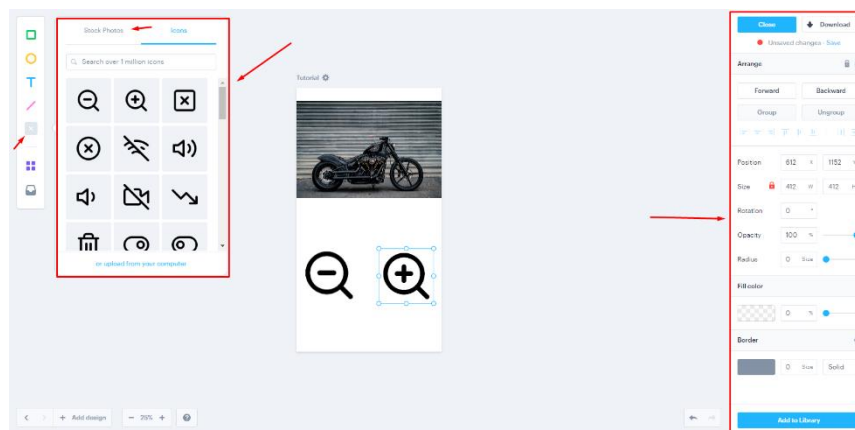 Stock Photos
Icons
Search over 1 million icons
or upload from your computer
Tutorial
Add design
25%
Close
Download
Unsaved changes Save
Arrange
Forward
Backward
Group
Ungroup
Position 612 X 1152
Size 412 W 412 H
Rotation 0 °
Opacity 100 %
Radius 0 Size
Fill color
0 %
Border
0 Size Solid
Add to Library